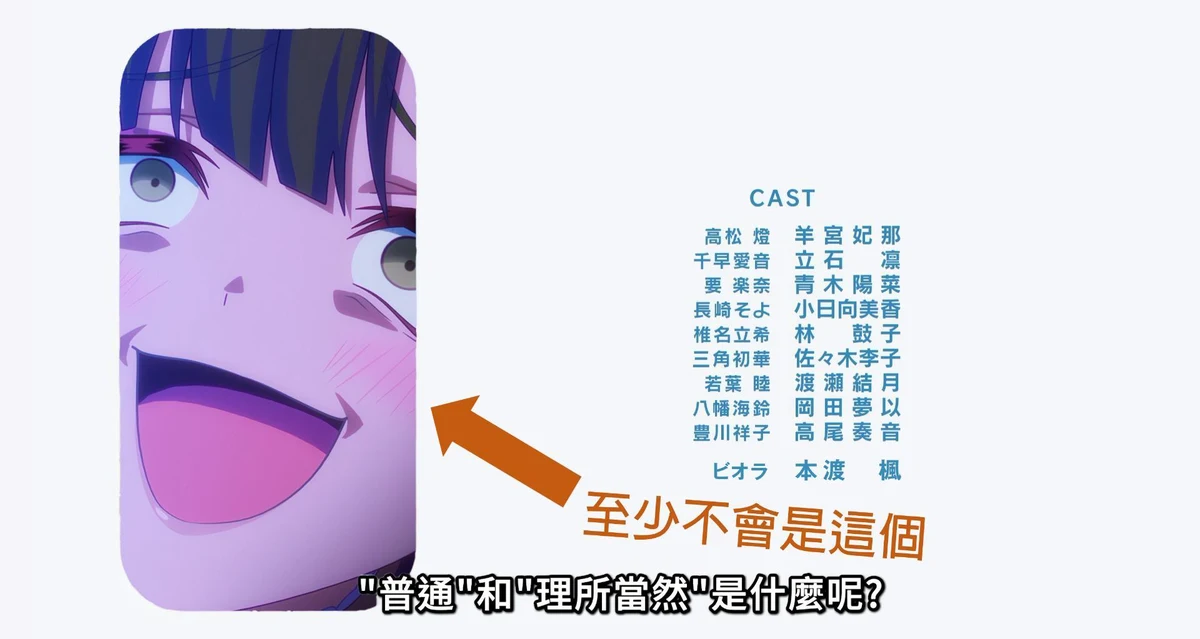 CAST
高松 燈 羊宮妃那
千早愛音 立石 凛
要 楽奈 青木陽菜
長崎そよ 小日向美香
椎名立希 林 鼓子
三角初華 佐々木李子
若葉 睦 渡瀬結月
八幡海鈴 岡田夢以
豊川祥子 高尾奏音
ビオラ 本渡 楓
至少不會是這個
"普通"和"理所當然"是什麼呢?